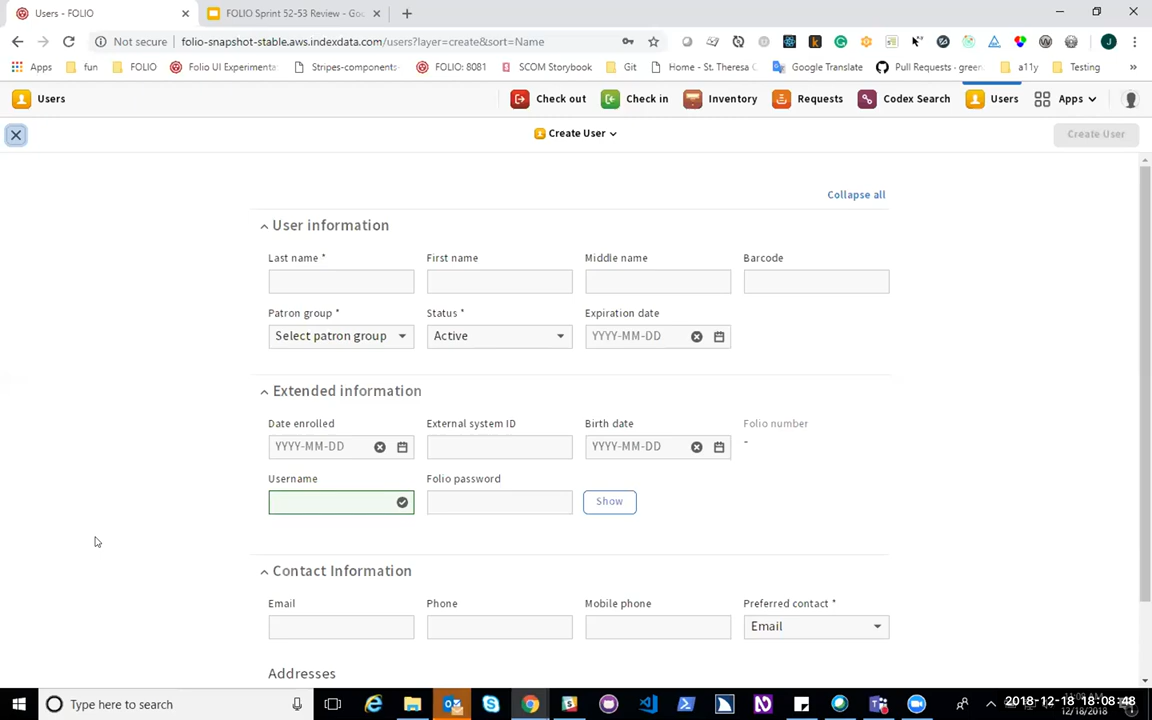 Users - FOLIO
FOLIO Sprint 52-53 Review - Goo
Not secure
folio-snapshot-stable.aws.indexdata.com/users?layer=create&sort=Name
Apps
fun
FOLIO
Folio UI Experimenta
Stripes-components
FOLIO: 8081
SCOM Storybook
Git
Home - St. Theresa C
Google Translate
Pull Requests · green
a11y
Testing
Users
Check out
Check in
Inventory
Requests
Codex Search
Users
Apps
Create User
Create User
Collapse all
User information
Last name *
First name
Middle name
Barcode
Patron group *
Status *
Expiration date
Select patron group
Active
YYYY-MM-DD
Extended information
Date enrolled
External system ID
Birth date
Folio number
YYYY-MM-DD
YYYY-MM-DD
-
Username
Folio password
Show
Contact Information
Email
Phone
Mobile phone
Preferred contact *
Email
Addresses
Type here to search
2018-12-18 18:08:48
12/18/2018